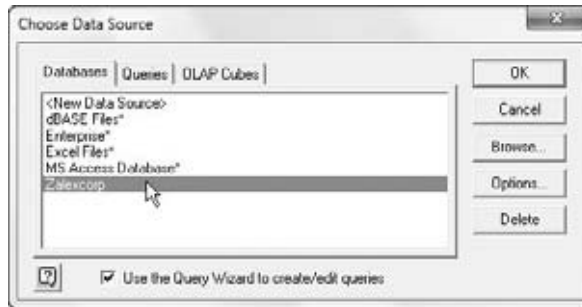 Choose Data Source
Databases Queries OLAP Cubes
<New Data Source>
dBASE Files*
Enterprise*
Excel Files*
MS Access Database*
Zalexcorp
OK
Cancel
Browse...
Options...
Delete
Use the Query Wizard to create/edit queries